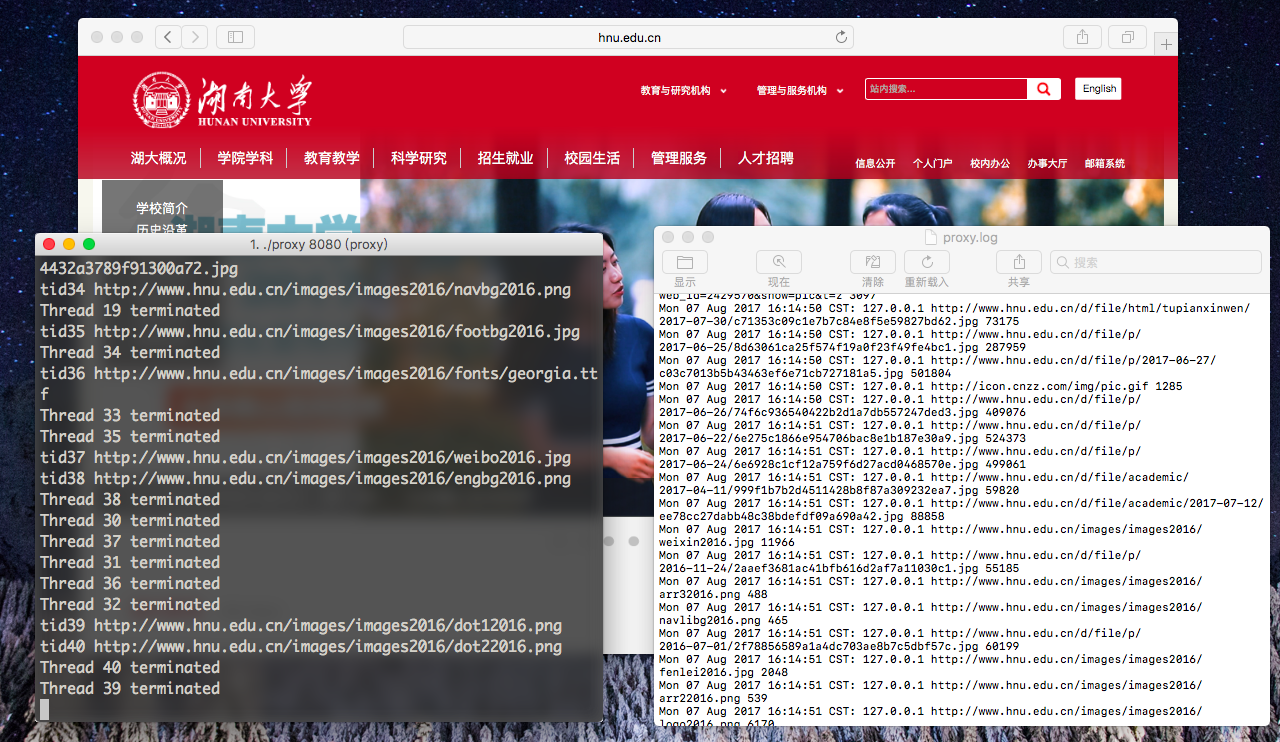 hnu.edu.cn
湖南大学
HUNAN UNIVERSITY
教育与研究机构
管理与服务机构
站内搜索...
English
湖大概况
学院学科
教育教学
科学研究
招生就业
校园生活
管理服务
人才招聘
信息公开
个人门户
校内办公
办事大厅
邮箱系统
学校简介
历史沿革
1. ./proxy 8080 (proxy)
4432a3789f91300a72.jpg
tid34 http://www.hnu.edu.cn/images/images2016/navbg2016.png
Thread 19 terminated
tid35 http://www.hnu.edu.cn/images/images2016/footbg2016.jpg
Thread 34 terminated
tid36 http://www.hnu.edu.cn/images/images2016/fonts/georgia.tt
f
Thread 33 terminated
Thread 35 terminated
tid37 http://www.hnu.edu.cn/images/images2016/weibo2016.jpg
tid38 http://www.hnu.edu.cn/images/images2016/engbg2016.png
Thread 38 terminated
Thread 30 terminated
Thread 37 terminated
Thread 31 terminated
Thread 36 terminated
Thread 32 terminated
tid39 http://www.hnu.edu.cn/images/images2016/dot12016.png
tid40 http://www.hnu.edu.cn/images/images2016/dot22016.png
Thread 40 terminated
Thread 39 terminated
proxy.log
显示
现在
清除
重新载入
共享
搜索
web_id=2429570&show=pic&t=z 3097
Mon 07 Aug 2017 16:14:50 CST: 127.0.0.1 http://www.hnu.edu.cn/d/file/html/tupianxinwen/
2017-07-30/c71353c09c1e7b7c84e8f5e59827bd62.jpg 73175
Mon 07 Aug 2017 16:14:50 CST: 127.0.0.1 http://www.hnu.edu.cn/d/file/p/
2017-06-25/8d63061ca25f574f19a0f23f49fe4bc1.jpg 287959
Mon 07 Aug 2017 16:14:50 CST: 127.0.0.1 http://www.hnu.edu.cn/d/file/p/2017-06-27/
c03c7013b5b43463ef6e71cb727181a5.jpg 501804
Mon 07 Aug 2017 16:14:50 CST: 127.0.0.1 http://icon.cnzz.com/img/pic.gif 1285
Mon 07 Aug 2017 16:14:50 CST: 127.0.0.1 http://www.hnu.edu.cn/d/file/p/
2017-06-26/74f6c936540422b2d1a7db557247ded3.jpg 409076
Mon 07 Aug 2017 16:14:51 CST: 127.0.0.1 http://www.hnu.edu.cn/d/file/p/
2017-06-22/6e275c1866e954706bac8e1b187e30a9.jpg 524373
Mon 07 Aug 2017 16:14:51 CST: 127.0.0.1 http://www.hnu.edu.cn/d/file/p/
2017-06-24/6e6928c1cf12a759f6d27acd0468570e.jpg 499061
Mon 07 Aug 2017 16:14:51 CST: 127.0.0.1 http://www.hnu.edu.cn/d/file/academic/
2017-04-11/999f1b7b2d4511428b8f87a309232ea7.jpg 59820
Mon 07 Aug 2017 16:14:51 CST: 127.0.0.1 http://www.hnu.edu.cn/d/file/academic/2017-07-12/
ee78cc27dabb48c38bdefdf09a690a42.jpg 88858
Mon 07 Aug 2017 16:14:51 CST: 127.0.0.1 http://www.hnu.edu.cn/images/images2016/
weixin2016.jpg 11966
Mon 07 Aug 2017 16:14:51 CST: 127.0.0.1 http://www.hnu.edu.cn/d/file/p/
2016-11-24/2aaef3681ac41bfb616d2af7a11030c1.jpg 55185
Mon 07 Aug 2017 16:14:51 CST: 127.0.0.1 http://www.hnu.edu.cn/images/images2016/
arr32016.png 488
Mon 07 Aug 2017 16:14:51 CST: 127.0.0.1 http://www.hnu.edu.cn/images/images2016/
navlibg2016.png 465
Mon 07 Aug 2017 16:14:51 CST: 127.0.0.1 http://www.hnu.edu.cn/d/file/p/
2016-07-01/2f78856589a1a4dc703ae8b7c5dbf57c.jpg 60199
Mon 07 Aug 2017 16:14:51 CST: 127.0.0.1 http://www.hnu.edu.cn/images/images2016/
fenlei2016.jpg 2048
Mon 07 Aug 2017 16:14:51 CST: 127.0.0.1 http://www.hnu.edu.cn/images/images2016/
arr22016.png 539
Mon 07 Aug 2017 16:14:51 CST: 127.0.0.1 http://www.hnu.edu.cn/images/images2016/
logo2016.png 6170